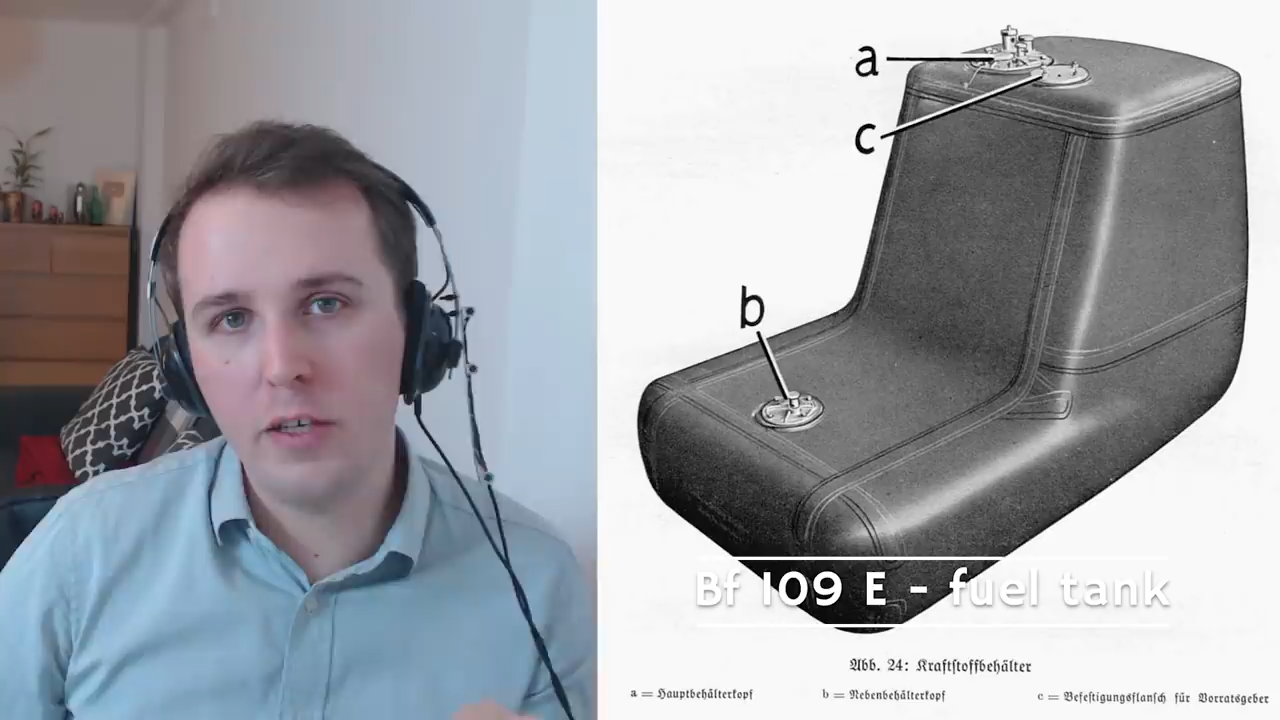 a
c
b
Bf 109 E - fuel tank
Abb. 24: Kraftſtoffbehälter
a = Hauptbehälterkopf b = Nebenbehälterkopf c = Befeſtigungsflanſch für Vorratsgeber